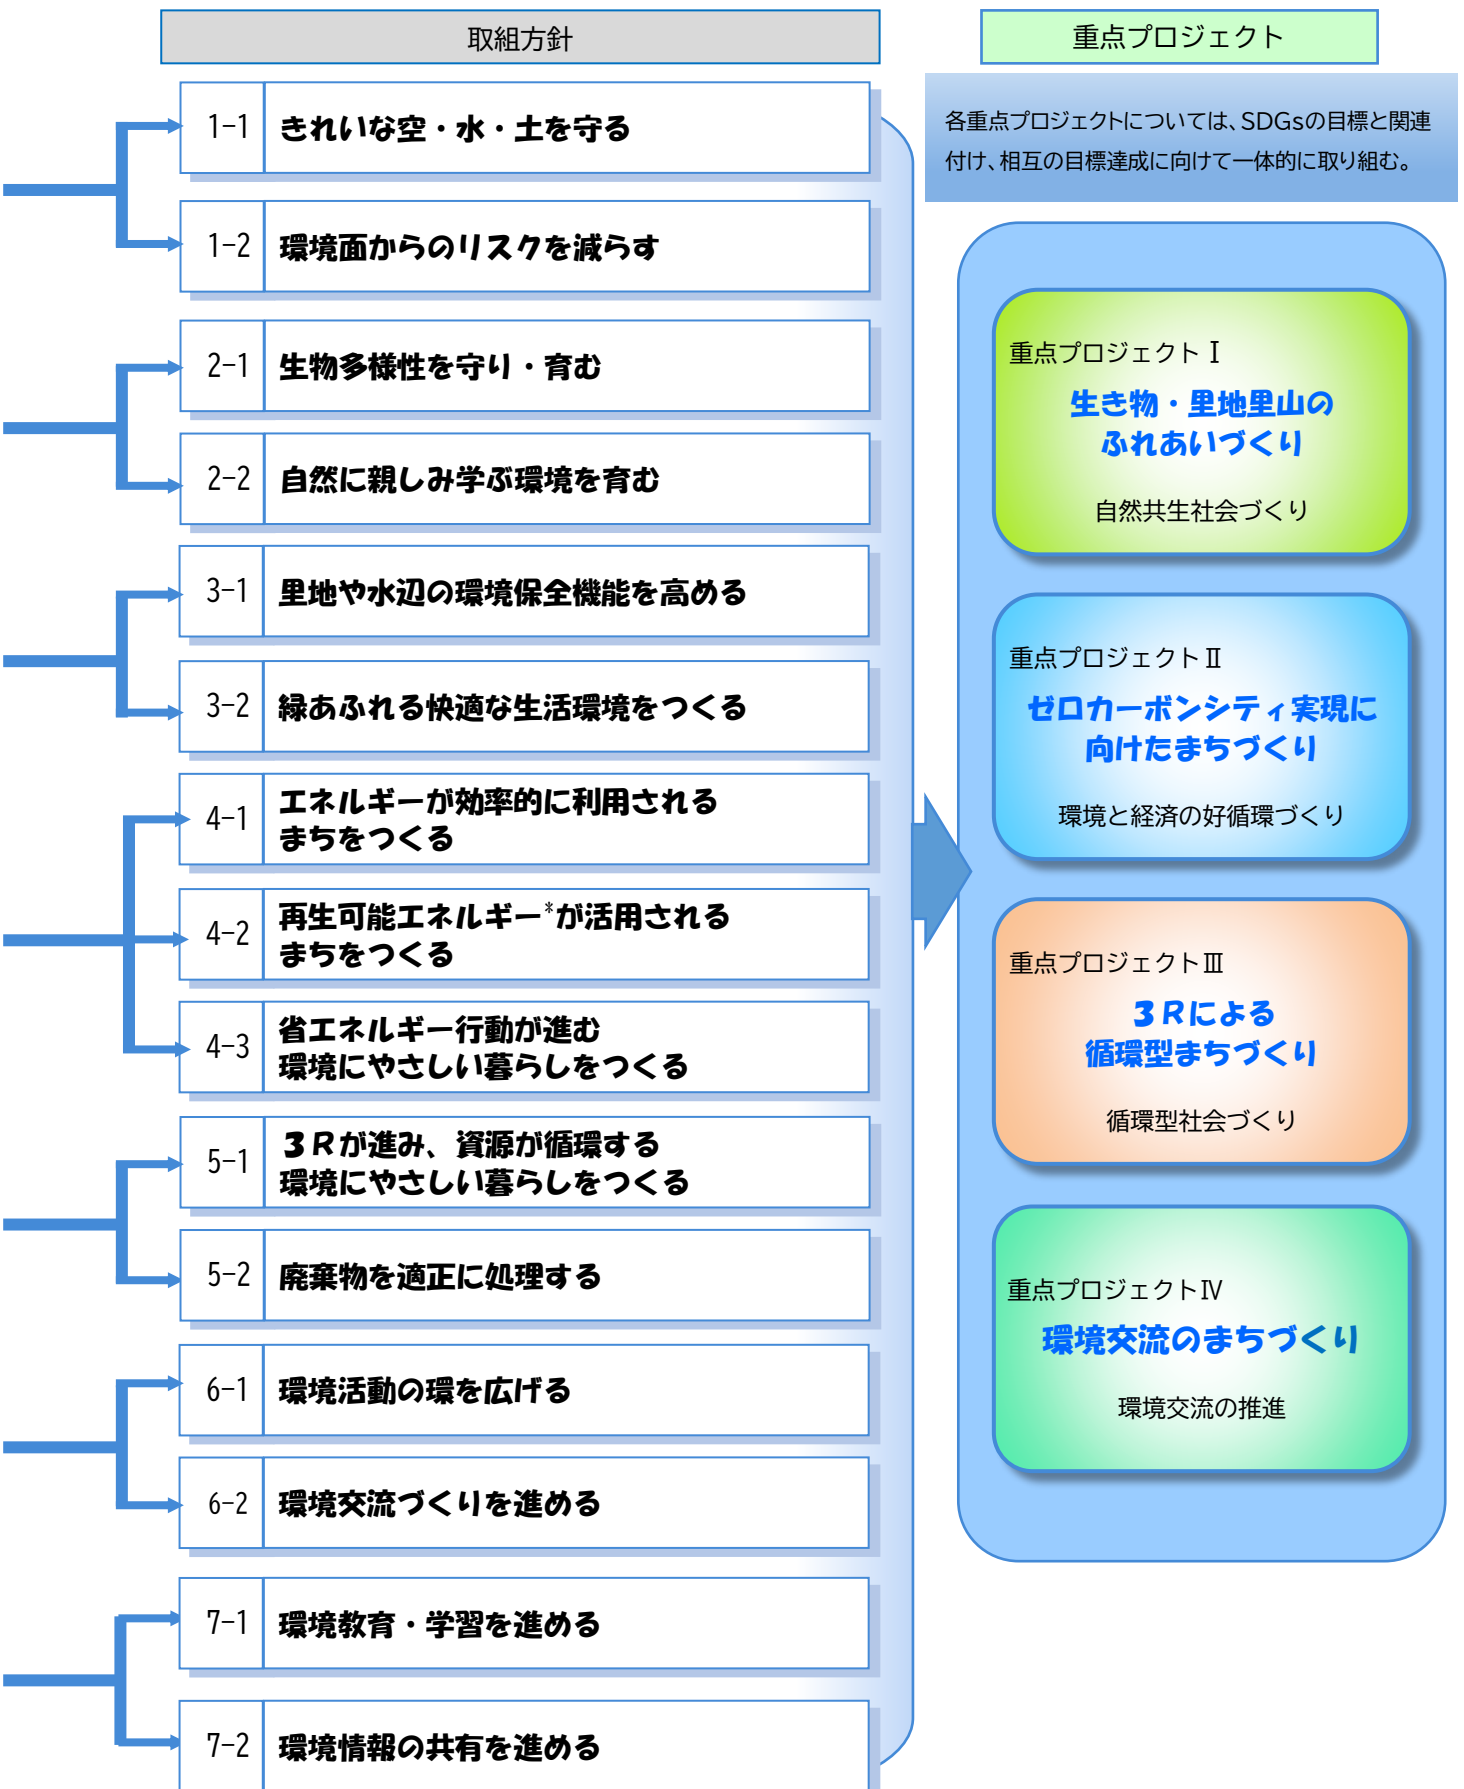 取組方針
1-1
きれいな空・水・土を守る
1-2
環境面からのリスクを減らす
2-1
生物多様性を守り・育む
2-2
自然に親しみ学ぶ環境を育む
3-1
里地や水辺の環境保全機能を高める
3-2
緑あふれる快適な生活環境をつくる
4-1
エネルギーが効率的に利用される
まちをつくる
4-2
再生可能エネルギー*が活用される
まちをつくる
4-3
省エネルギー行動が進む
環境にやさしい暮らしをつくる
5-1
3Rが進み、資源が循環する
環境にやさしい暮らしをつくる
5-2
廃棄物を適正に処理する
6-1
環境活動の環を広げる
6-2
環境交流づくりを進める
7-1
環境教育・学習を進める
7-2
環境情報の共有を進める
重点プロジェクト
各重点プロジェクトについては、SDGsの目標と関連
付け、相互の目標達成に向けて一体的に取り組む。
重点プロジェクトⅠ
生き物・里地里山の
ふれあいづくり
自然共生社会づくり
重点プロジェクトⅡ
ゼロカーボンシティ実現に
向けたまちづくり
環境と経済の好循環づくり
重点プロジェクトⅢ
3Rによる
循環型まちづくり
循環型社会づくり
重点プロジェクトⅣ
環境交流のまちづくり
環境交流の推進